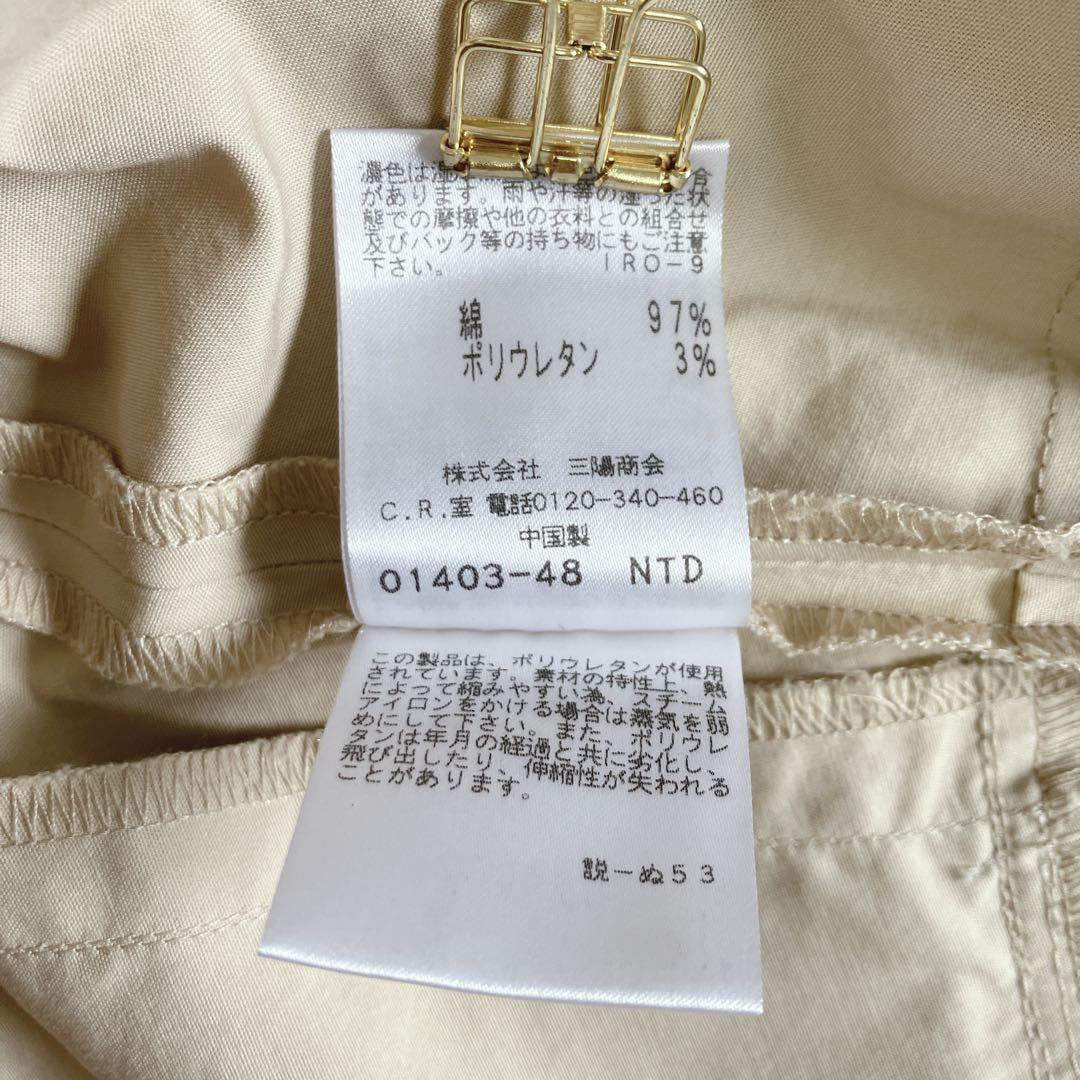 濃色は湿 合
があります。雨や汗等の湿った状
態での摩擦や他の衣料との組合せ
及びバック等の持ち物にもご注意
下さい。 IRO-9
綿 97%
ポリウレタン 3%
株式会社 三陽商会
C.R.室 電話0120-340-460
中国製
01403-48 NTD
この製品は、ポリウレタンが使用
されています。素材の特性上、熱
によって縮みやすい為、スチーム
アイロンをかける場合は蒸気を弱
めにして下さい。また、ポリウレ
タンは年月の経過と共に劣化し、
飛び出したり、伸縮性が失われる
ことがあります。
説-ぬ53